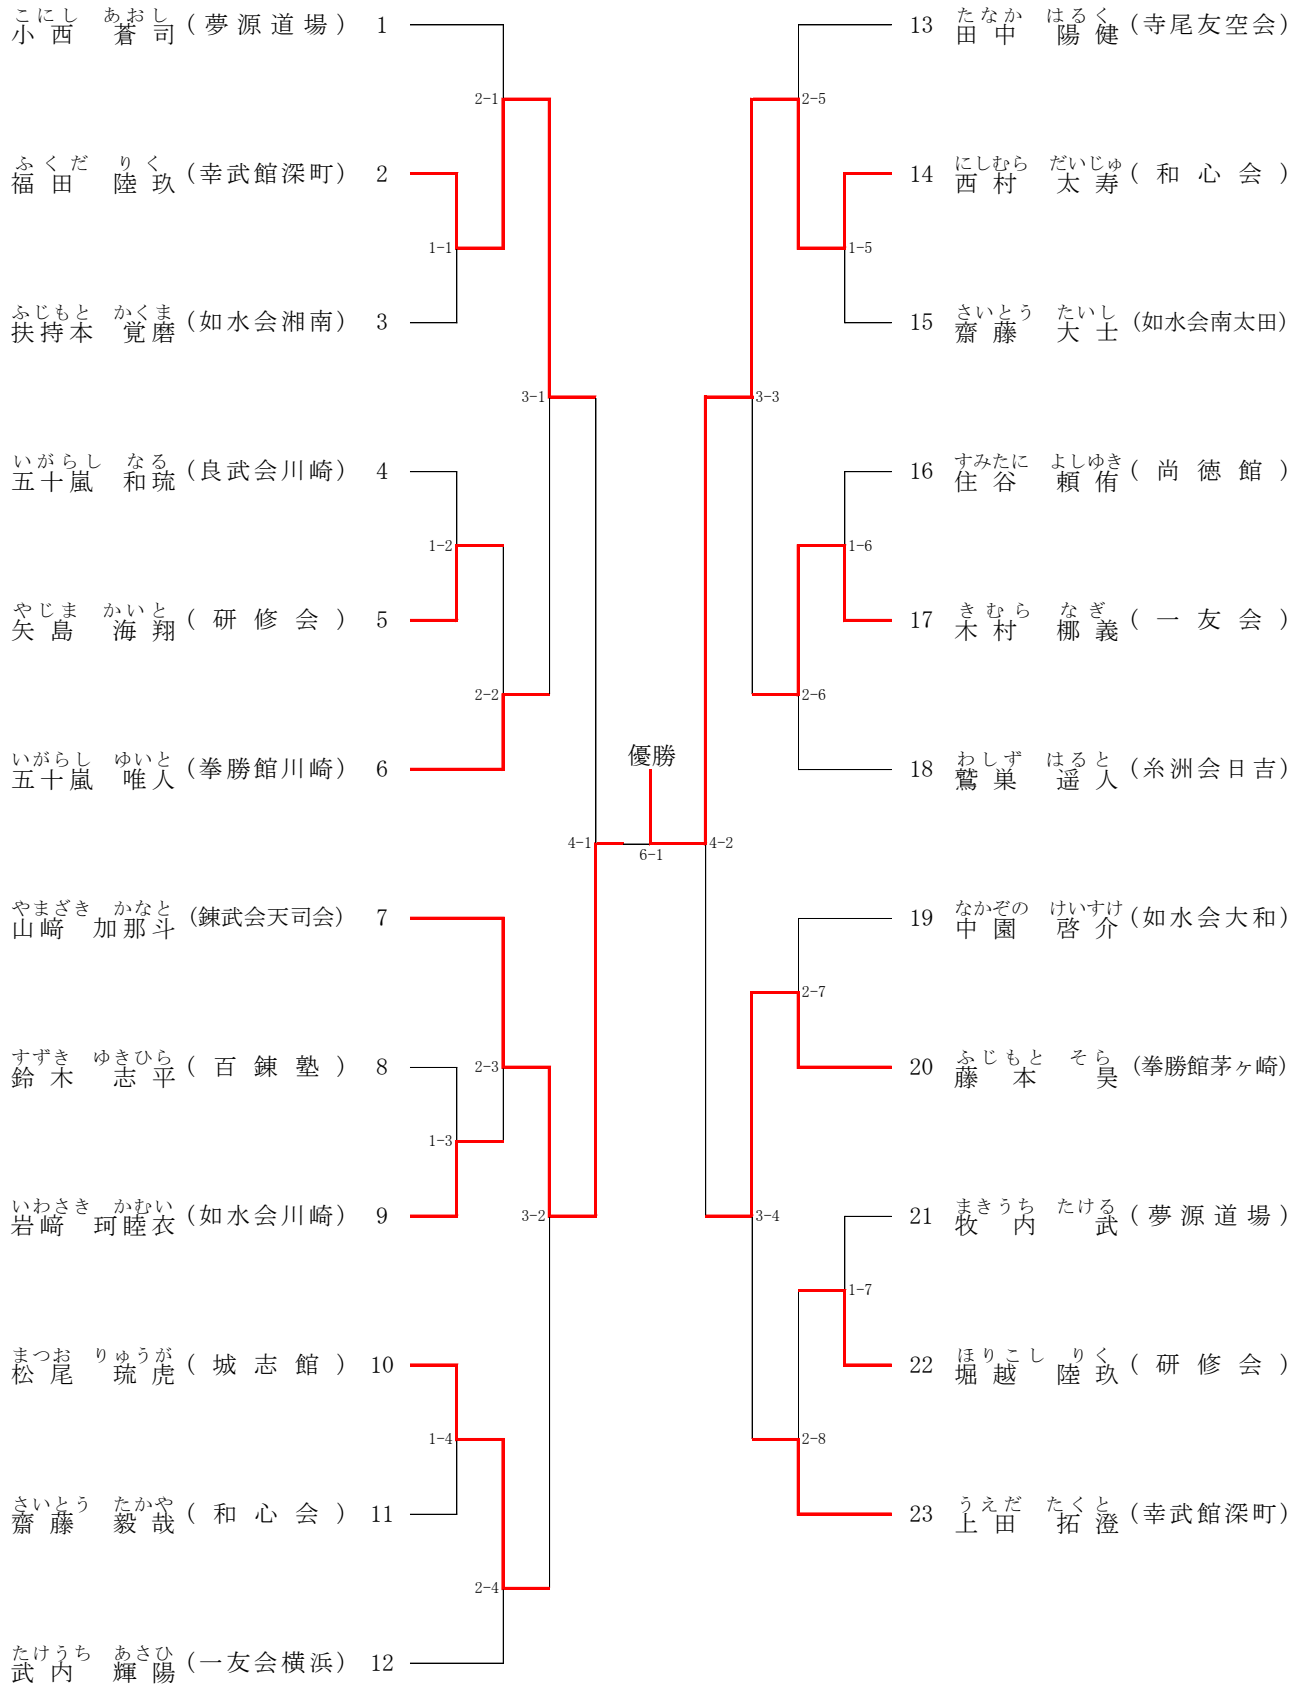 こにし あおし
小西 蒼司 (夢源道場) 1
2-1
ふくだ りく
福田 陸玖 (幸武館深町) 2
1-1
ふじもと かくま
扶持本 覚磨 (如水会湘南) 3
3-1
いがらし なる
五十嵐 和琉 (良武会川崎) 4
1-2
やじま かいと
矢島 海翔 (研修会) 5
2-2
いがらし ゆいと
五十嵐 唯人 (拳勝館川崎) 6
4-1
やまざき かなと
山﨑 加那斗 (錬武会天司会) 7
すずき ゆきひら
鈴木 志平 (百錬塾) 8
2-3
1-3
いわさき かむい
岩﨑 珂睦衣 (如水会川崎) 9
3-2
まつお りゅうが
松尾 琉虎 (城志館) 10
1-4
さいとう たかや
齋藤 毅哉 (和心会) 11
2-4
たけうち あさひ
武内 輝陽 (一友会横浜) 12
優勝
6-1
たなか はるく
13 田中 陽健 (寺尾友空会)
2-5
にしむら だいじゅ
14 西村 太寿 (和心会)
1-5
さいとう たいし
15 齋藤 大士 (如水会南太田)
3-3
すみたに よしゆき
16 住谷 頼侑 (尚徳館)
1-6
きむら なぎ
17 木村 梛義 (一友会)
2-6
わしず はると
18 鷲巣 遥人 (糸洲会日吉)
4-2
なかぞの けいすけ
19 中園 啓介 (如水会大和)
2-7
ふじもと そら
20 藤本 昊 (拳勝館茅ヶ崎)
3-4
まきうち たける
21 牧内 武 (夢源道場)
1-7
ほりこし りく
22 堀越 陸玖 (研修会)
2-8
うえだ たくと
23 上田 拓澄 (幸武館深町)